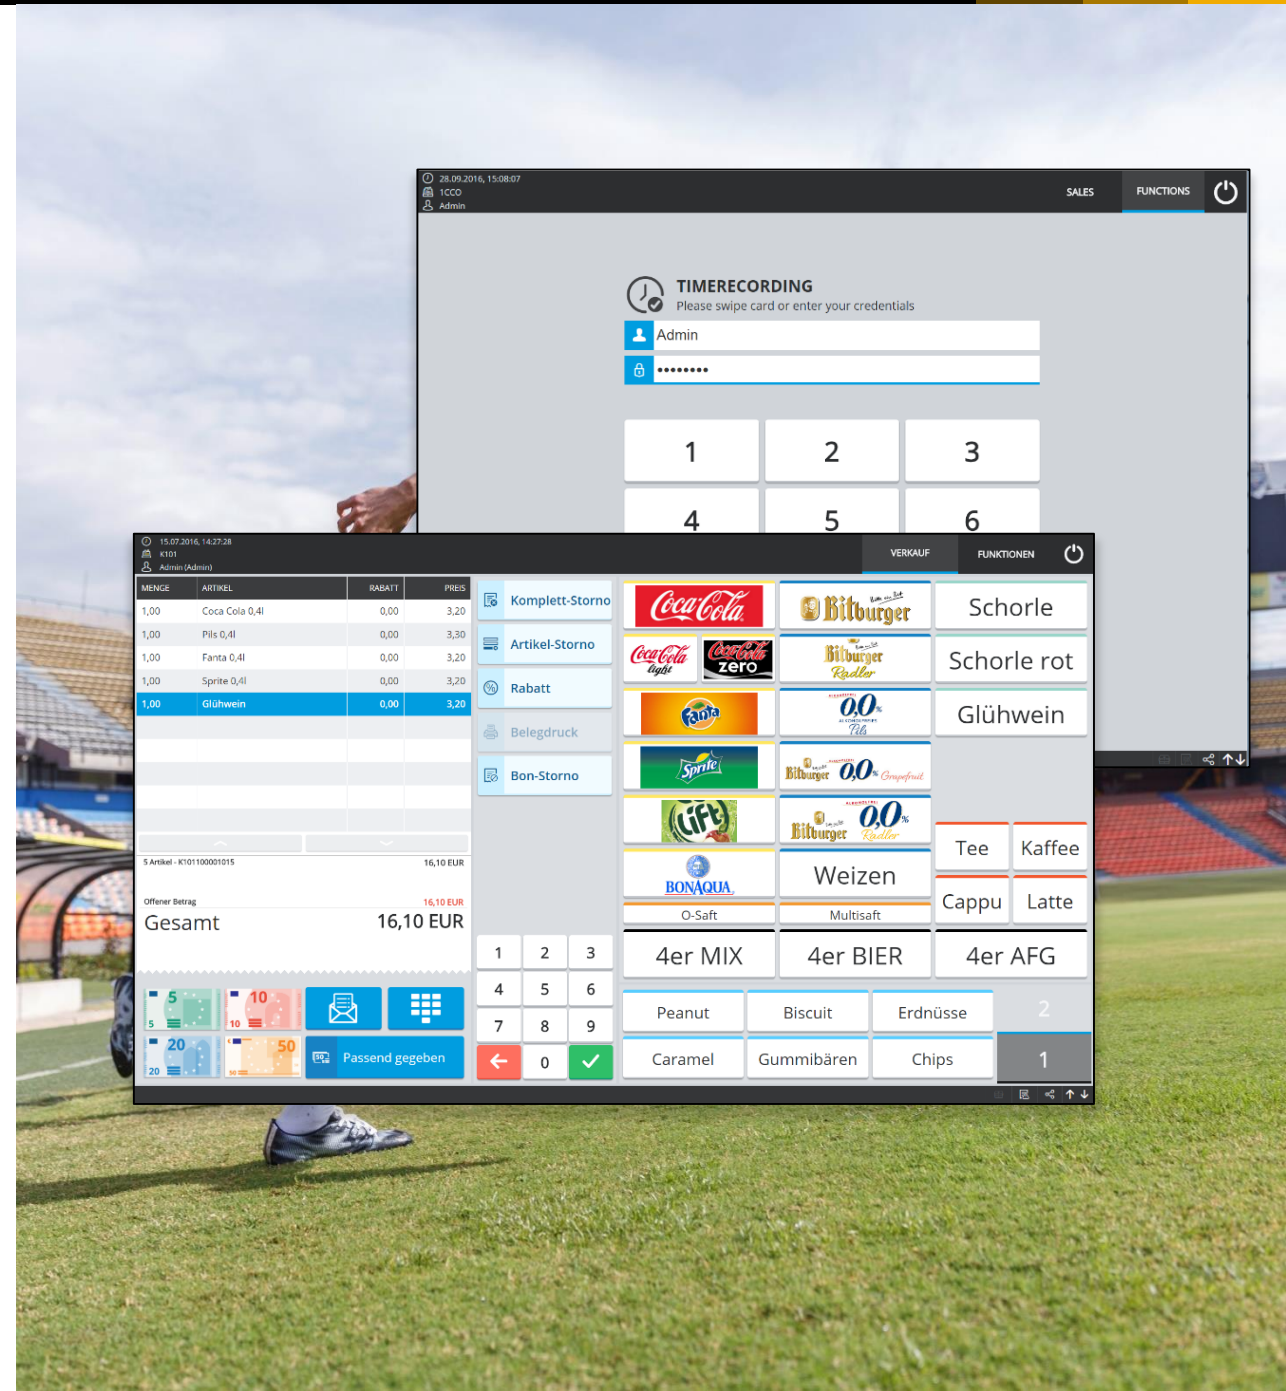 28.09.2016, 15:08:07
1CCO
Admin
SALES
FUNCTIONS
TIMERECORDING
Please swipe card or enter your credentials
Admin
••••••••
1 2 3
4 5 6
15.07.2016, 14:27:28
K101
Admin (Admin)
VERKAUF
FUNKTIONEN
MENGE ARTIKEL RABATT PREIS
1,00 Coca Cola 0,4l 0,00 3,20
1,00 Pils 0,4l 0,00 3,30
1,00 Fanta 0,4l 0,00 3,20
1,00 Sprite 0,4l 0,00 3,20
1,00 Glühwein 0,00 3,20
5 Artikel - K101100001015 16,10 EUR
Offener Betrag 16,10 EUR
Gesamt 16,10 EUR
5 5
10 10
20 20
50
Passend gegeben
Komplett-Storno
Artikel-Storno
Rabatt
Belegdruck
Bon-Storno
1 2 3
4 5 6
7 8 9
0
Coca-Cola
Bitburger
Schorle
Coca-Cola light
Coca-Cola zero
Bitburger Radler
Schorle rot
Fanta
0,0% Pils
Glühwein
Sprite
Bitburger 0,0% Grapefruit
Lift
Bitburger 0,0% Radler
Tee
Kaffee
BONAQUA
Weizen
Cappu
Latte
O-Saft
Multisaft
4er MIX
4er BIER
4er AFG
Peanut
Biscuit
Erdnüsse
2
Caramel
Gummibären
Chips
1